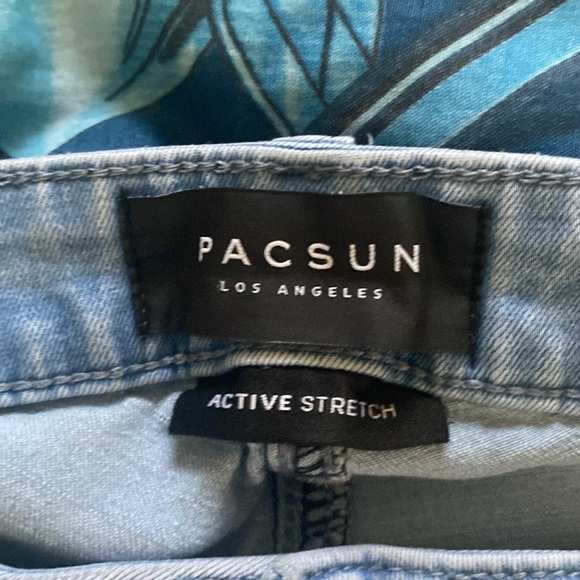 PACSUN
LOS ANGELES
ACTIVE STRETCH